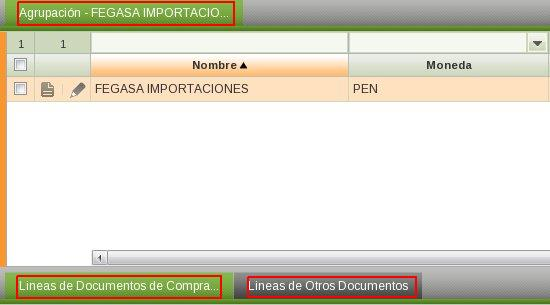 Agrupación - FEGASA IMPORTACIO...
1 1
Nombre Moneda
FEGASA IMPORTACIONES PEN
Lineas de Documentos de Compra... Lineas de Otros Documentos